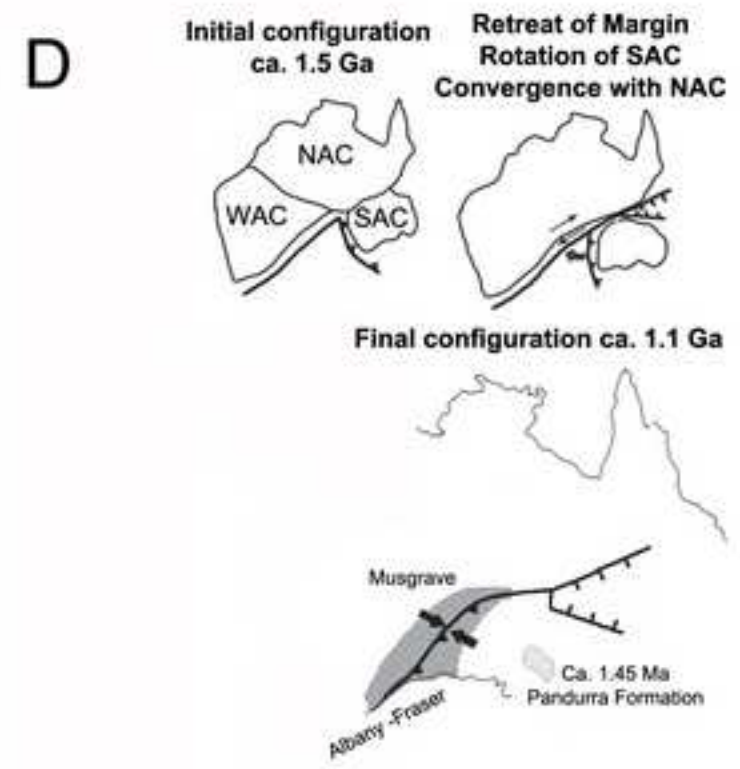 D
Initial configuration
ca. 1.5 Ga
Retreat of Margin
Rotation of SAC
Convergence with NAC
NAC
WAC
SAC
Final configuration ca. 1.1 Ga
Musgrave
Ca. 1.45 Ma
Pandurra Formation
Albany -Fraser